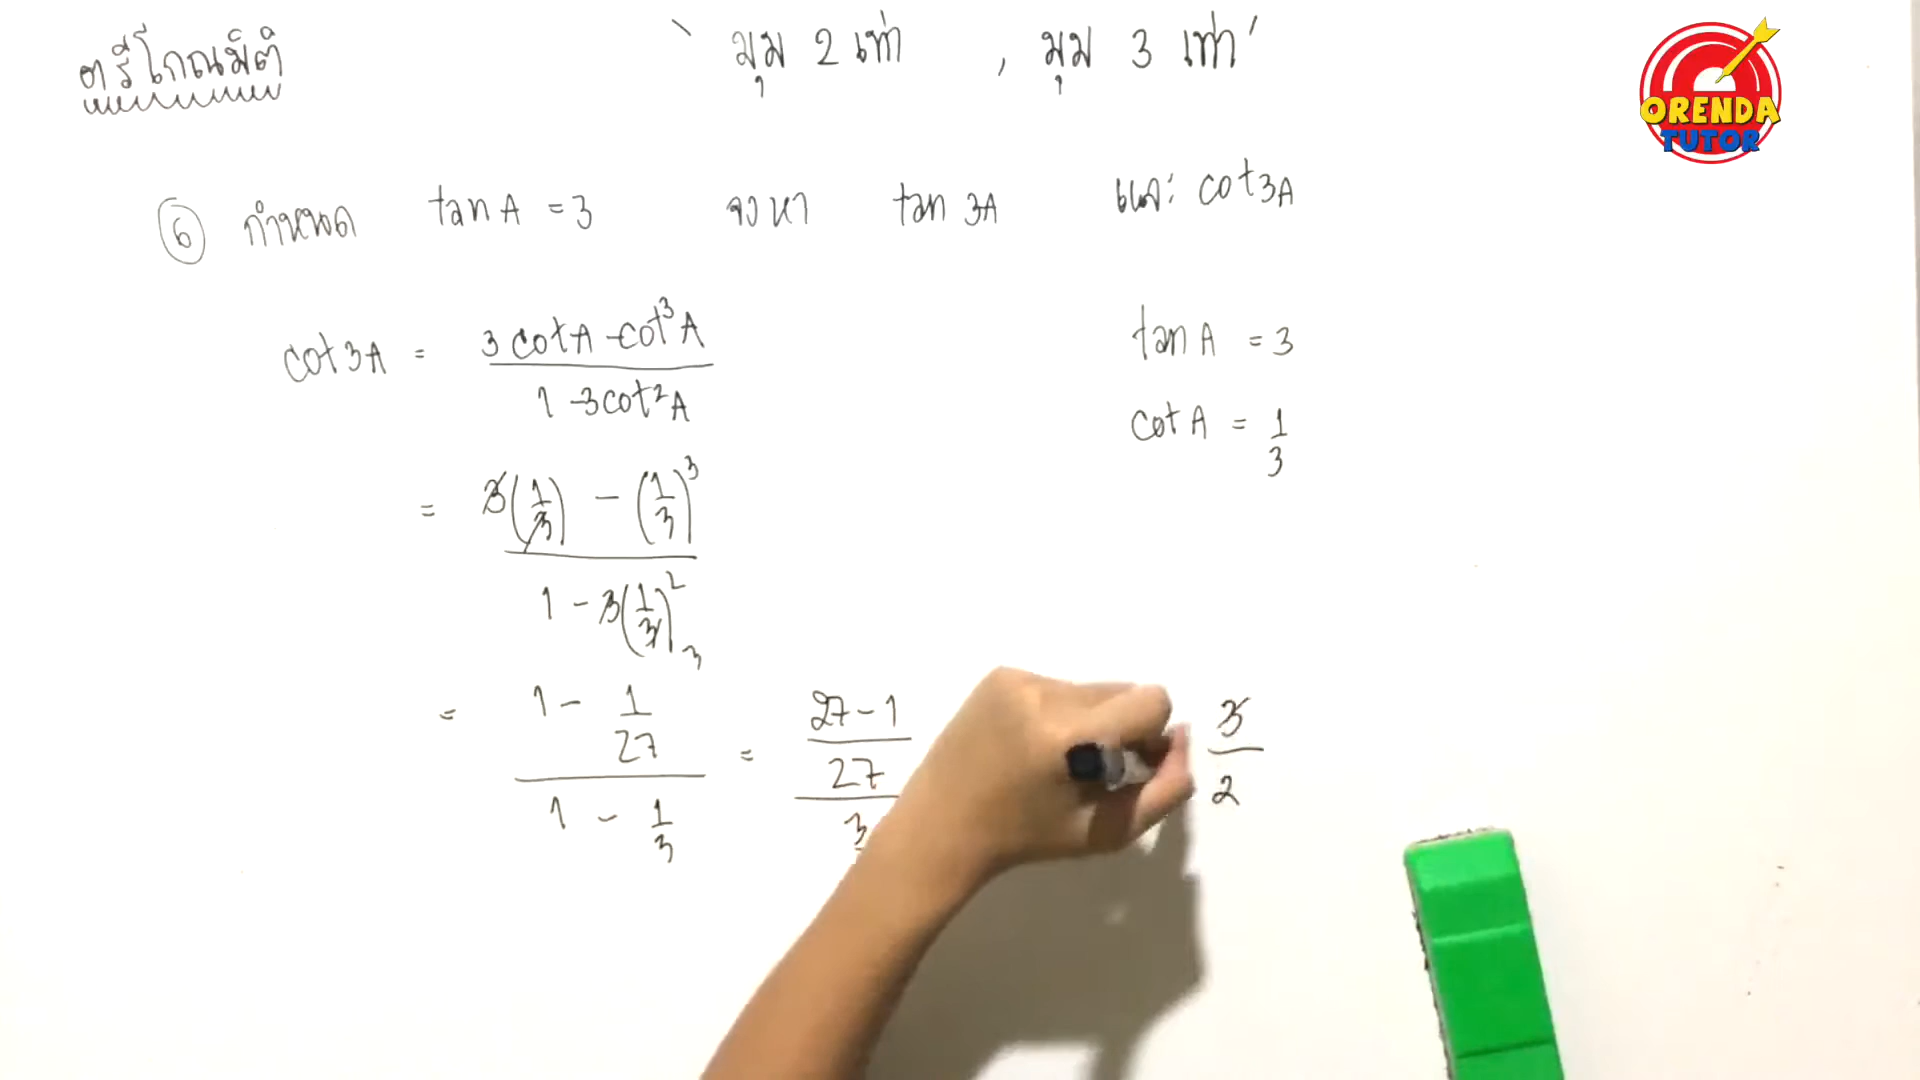 ตรีโกณมิติ
` มุม 2 เท่า , มุม 3 เท่า '
ORENDA
TUTOR
⑥ กำหนด tan A = 3 จงหา tan 3A และ cot 3A
cot 3A = (3 cot A - cot³A) / (1 - 3cot²A)
tan A = 3
cot A = 1/3
= (3(1/3) - (1/3)³) / (1 - 3(1/3)²) 3
= (1 - 1/27) / (1 - 1/3) = ((27 - 1)/27) / (3
3/2